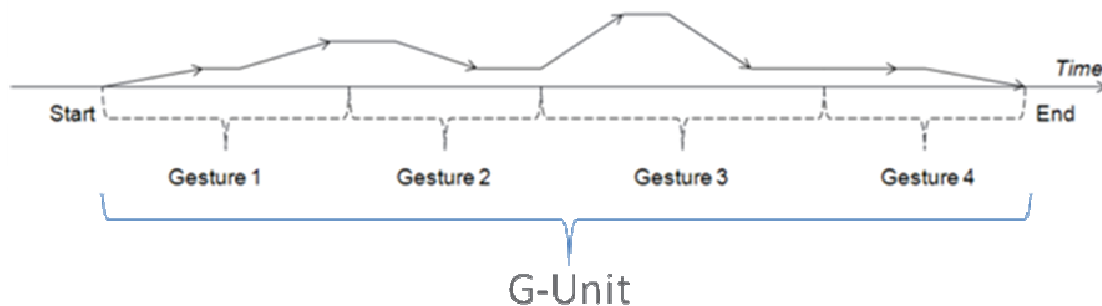 Time
Start
End
Gesture 1
Gesture 2
Gesture 3
Gesture 4
G-Unit